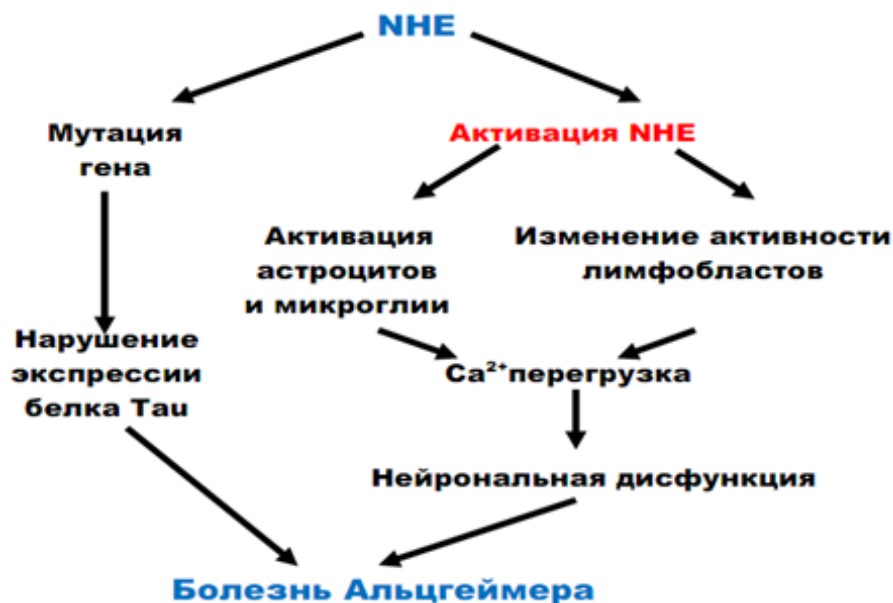 NHE
Мутация
гена
Активация NHE
Активация
астроцитов
и микроглии
Изменение активности
лимфобластов
Нарушение
экспрессии
белка Tau
Ca²⁺перегрузка
Нейрональная дисфункция
Болезнь Альцгеймера